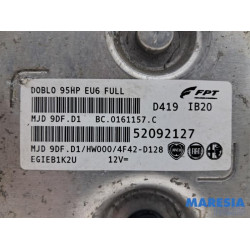 DOBLO 95HP EU6 FULL
FPT
D419 IB20
MJD 9DF.D1 BC.0161157.C
52092127
MJD 9DF.D1/HW000/4F42-D128
EGIEB1K2U 12V=
MARESIA